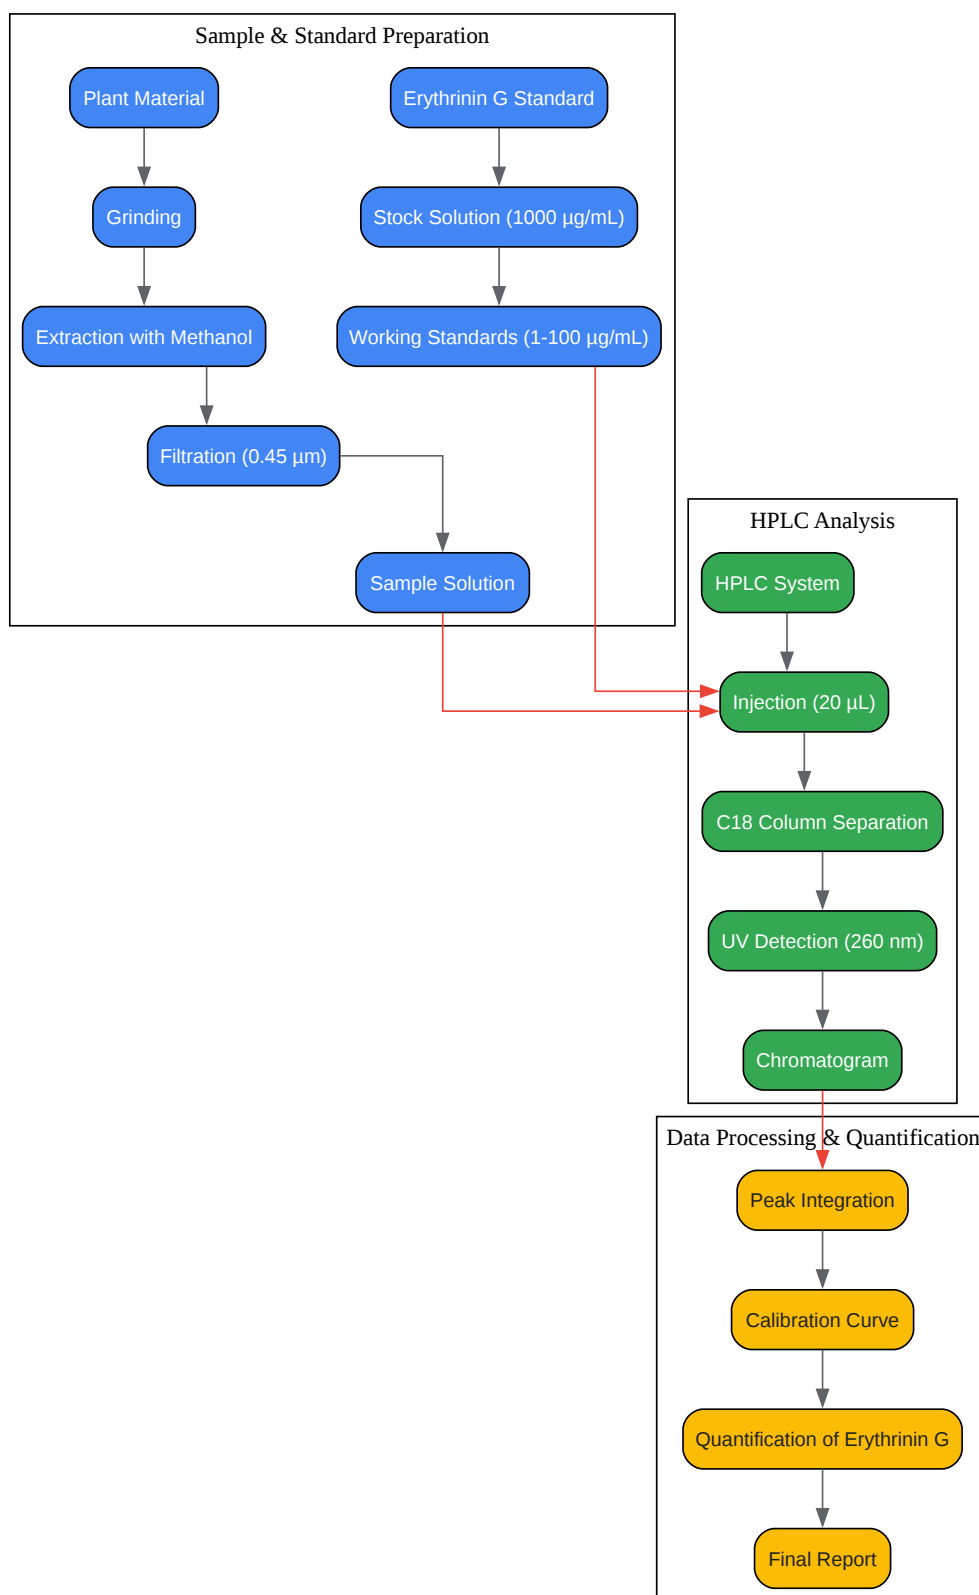 Sample & Standard Preparation
Plant Material
Erythrinin G Standard
Grinding
Stock Solution (1000 µg/mL)
Extraction with Methanol
Working Standards (1-100 µg/mL)
Filtration (0.45 µm)
Sample Solution
HPLC Analysis
HPLC System
Injection (20 µL)
C18 Column Separation
UV Detection (260 nm)
Chromatogram
Data Processing & Quantification
Peak Integration
Calibration Curve
Quantification of Erythrinin G
Final Report